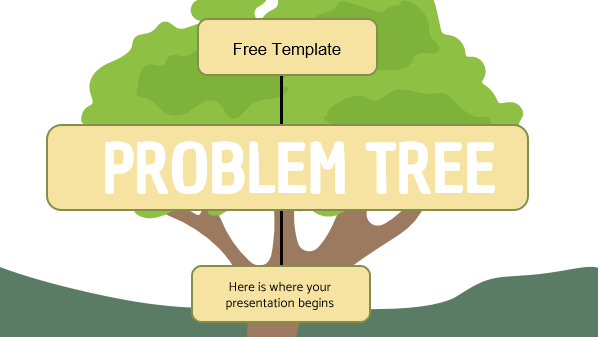 Free Template
PROBLEM TREE
Here is where your
presentation begins